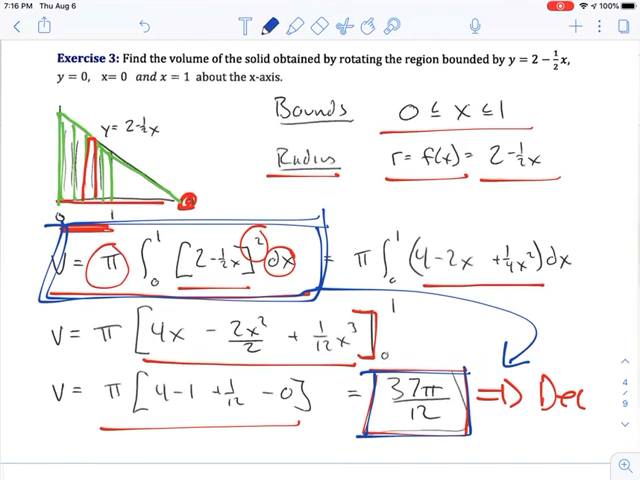 7:16 PM Thu Aug 6
100%
Exercise 3: Find the volume of the solid obtained by rotating the region bounded by y = 2 − ½x,
y = 0, x= 0 and x = 1 about the x-axis.
y= 2-½x
Bounds 0 ≤ x ≤ 1
Radius r= f(x) = 2-½x
0 1
V = π ∫₀¹ [2-½x]² dx = π ∫₀¹ (4-2x + ¼x²) dx
V = π [4x - 2x²/2 + 1/12 x³]₀¹
V = π [4-1 + 1/12 - 0] = 37π/12 ⇒ Dec
4
/
9